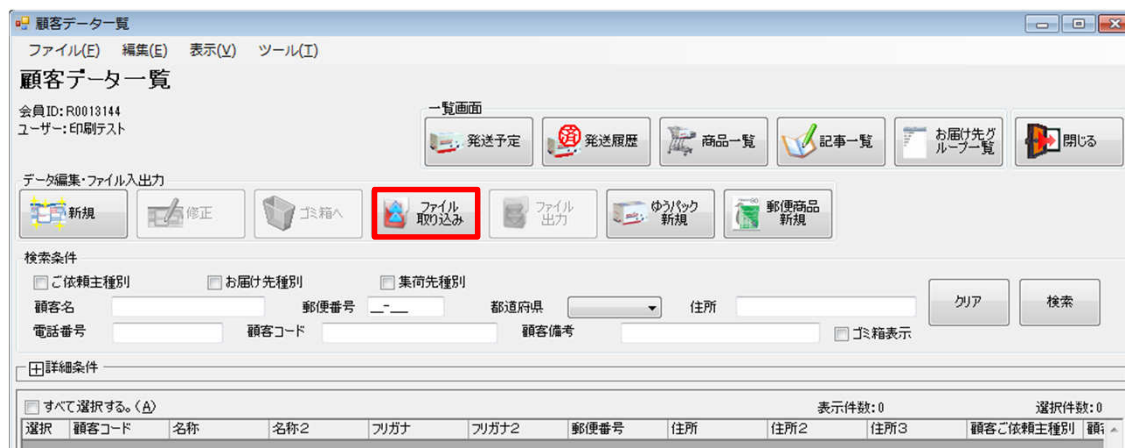 顧客データ一覧
ファイル(F) 編集(E) 表示(V) ツール(T)
顧客データ一覧
会員ID:R0013144
ユーザー:印刷テスト
一覧画面
発送予定
済
発送履歴
商品一覧
記事一覧
お届け先グ
ループ一覧
閉じる
データ編集・ファイル入出力
新規
修正
ゴミ箱へ
ファイル
取り込み
ファイル
出力
ゆうパック
新規
郵便商品
新規
検索条件
ご依頼主種別 お届け先種別 集荷先種別
顧客名 郵便番号 __-__ 都道府県 住所
電話番号 顧客コード 顧客備考 ゴミ箱表示
クリア 検索
詳細条件
すべて選択する。(A) 表示件数:0 選択件数:0
選択 顧客コード 名称 名称2 フリガナ フリガナ2 郵便番号 住所 住所2 住所3 顧客ご依頼主種別